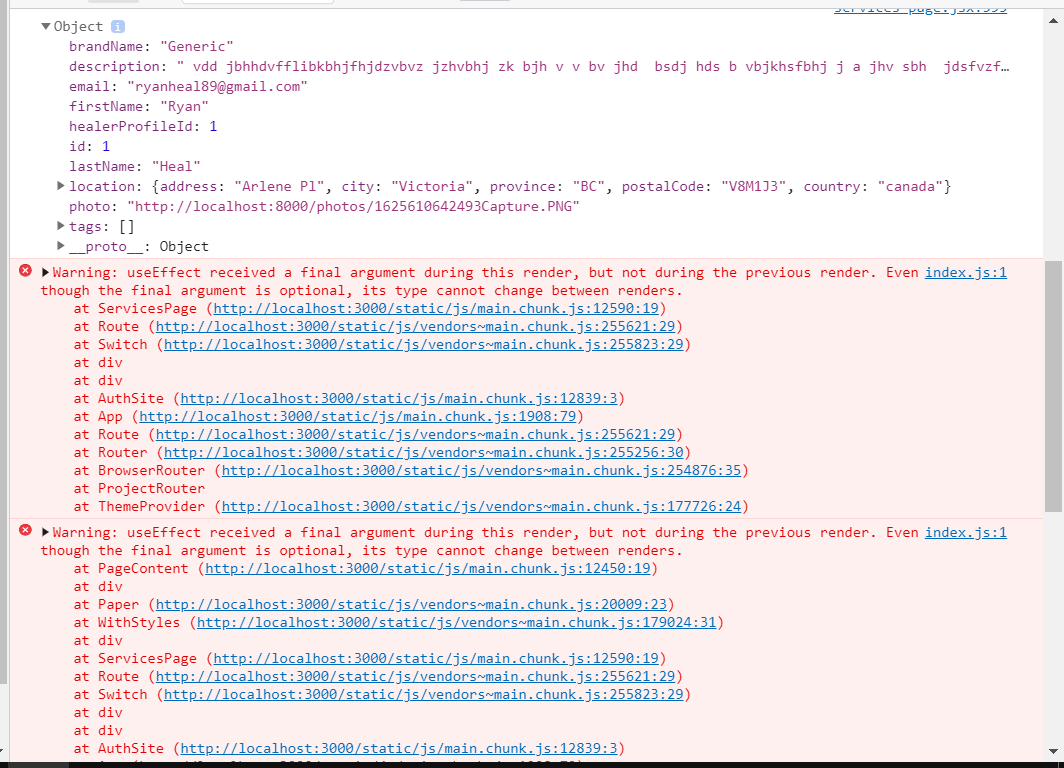 services-page.jsx:393
Object i
brandName: "Generic"
description: " vdd jbhhdvfflibkbhjfhjdzvbvz jzhvbhj zk bjh v v bv jhd  bsdj hds b vbjkhsfbhj j a jhv sbh  jdsfvzf…
email: "ryanheal89@gmail.com"
firstName: "Ryan"
healerProfileId: 1
id: 1
lastName: "Heal"
location: {address: "Arlene Pl", city: "Victoria", province: "BC", postalCode: "V8M1J3", country: "canada"}
photo: "http://localhost:8000/photos/1625610642493Capture.PNG"
tags: []
__proto__: Object
Warning: useEffect received a final argument during this render, but not during the previous render. Even index.js:1
though the final argument is optional, its type cannot change between renders.
at ServicesPage (http://localhost:3000/static/js/main.chunk.js:12590:19)
at Route (http://localhost:3000/static/js/vendors~main.chunk.js:255621:29)
at Switch (http://localhost:3000/static/js/vendors~main.chunk.js:255823:29)
at div
at div
at AuthSite (http://localhost:3000/static/js/main.chunk.js:12839:3)
at App (http://localhost:3000/static/js/main.chunk.js:1908:79)
at Route (http://localhost:3000/static/js/vendors~main.chunk.js:255621:29)
at Router (http://localhost:3000/static/js/vendors~main.chunk.js:255256:30)
at BrowserRouter (http://localhost:3000/static/js/vendors~main.chunk.js:254876:35)
at ProjectRouter
at ThemeProvider (http://localhost:3000/static/js/vendors~main.chunk.js:177726:24)
Warning: useEffect received a final argument during this render, but not during the previous render. Even index.js:1
though the final argument is optional, its type cannot change between renders.
at PageContent (http://localhost:3000/static/js/main.chunk.js:12450:19)
at div
at Paper (http://localhost:3000/static/js/vendors~main.chunk.js:20009:23)
at WithStyles (http://localhost:3000/static/js/vendors~main.chunk.js:179024:31)
at div
at ServicesPage (http://localhost:3000/static/js/main.chunk.js:12590:19)
at Route (http://localhost:3000/static/js/vendors~main.chunk.js:255621:29)
at Switch (http://localhost:3000/static/js/vendors~main.chunk.js:255823:29)
at div
at div
at AuthSite (http://localhost:3000/static/js/main.chunk.js:12839:3)